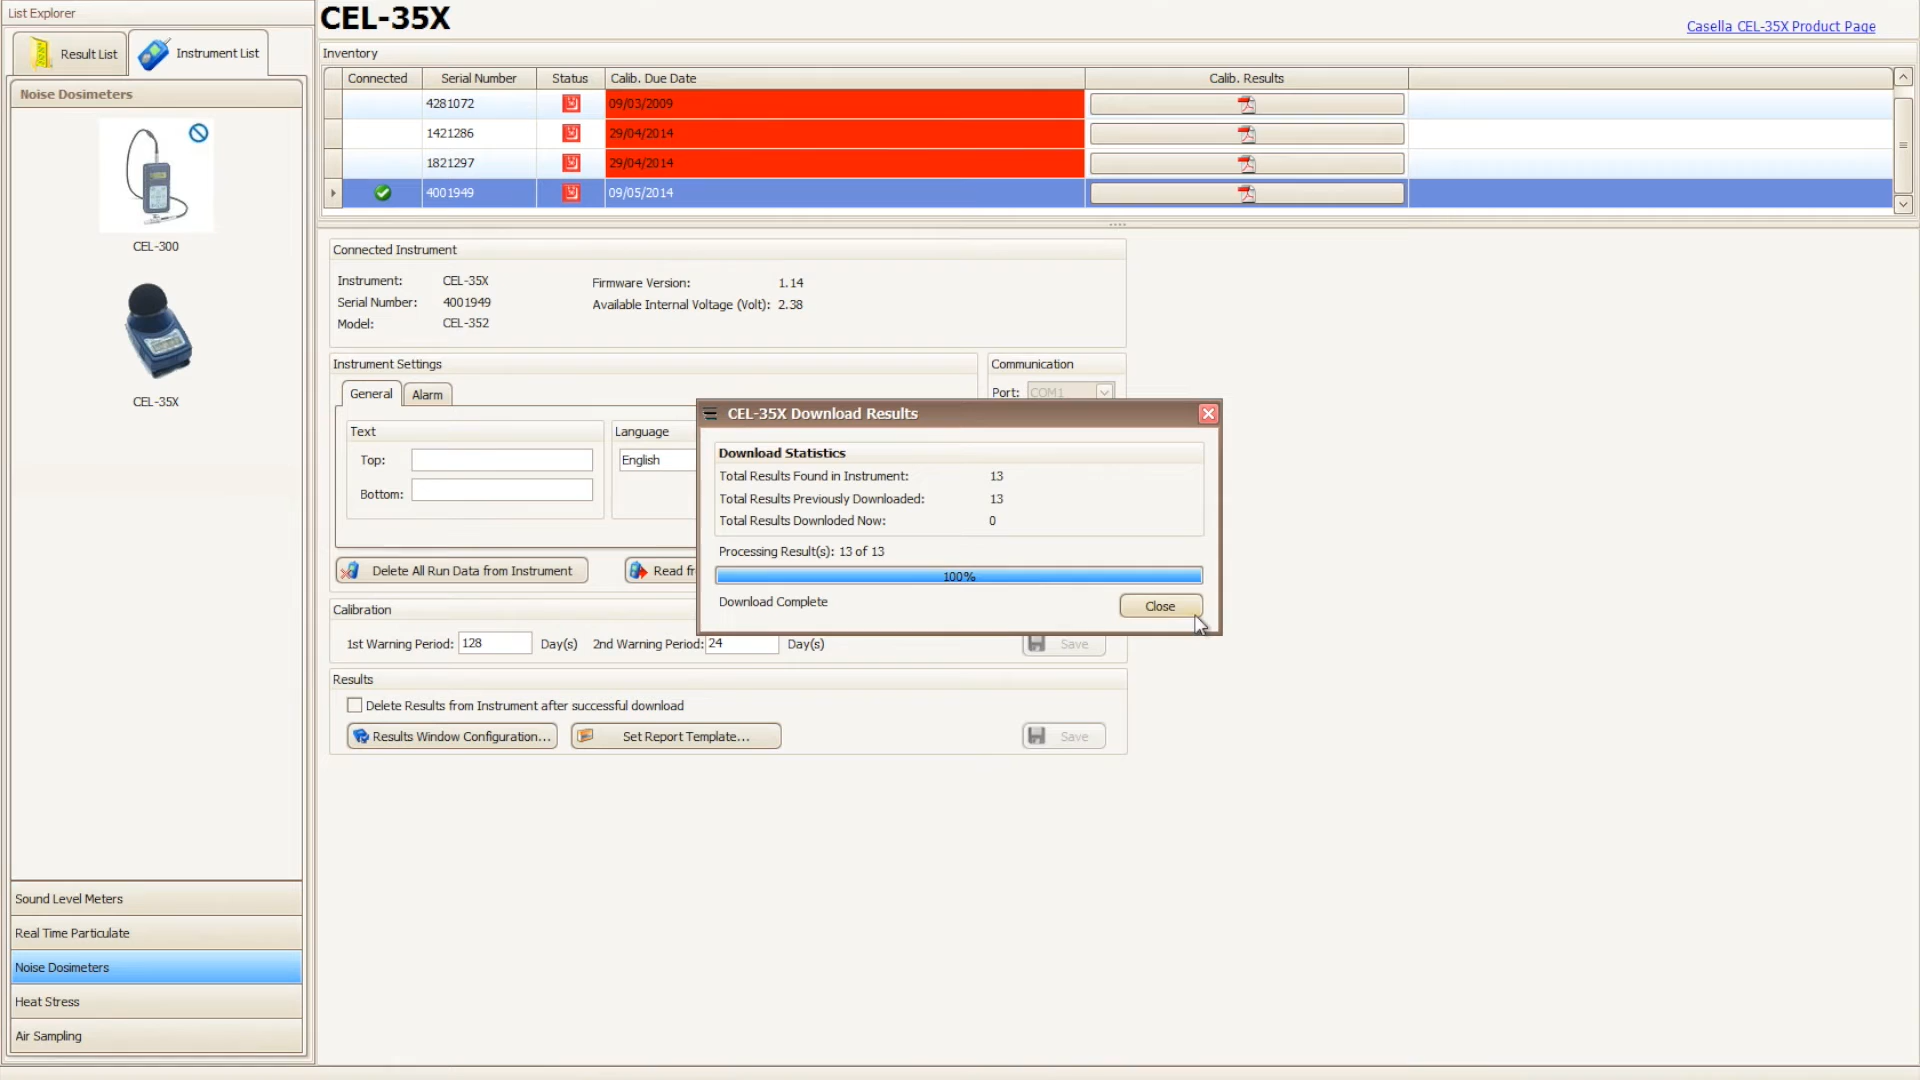 List Explorer
Result List
Instrument List
Noise Dosimeters
CEL-300
CEL-35X
Sound Level Meters
Real Time Particulate
Noise Dosimeters
Heat Stress
Air Sampling
CEL-35X
Casella CEL-35X Product Page
Inventory
Connected Serial Number Status Calib. Due Date Calib. Results
4281072 09/03/2009
1421286 29/04/2014
1821297 29/04/2014
4001949 09/05/2014
Connected Instrument
Instrument: CEL-35X Firmware Version: 1.14
Serial Number: 4001949 Available Internal Voltage (Volt): 2.38
Model: CEL-352
Instrument Settings
General Alarm
Text
Top:
Bottom:
Language
English
Communication
Port: COM1
Delete All Run Data from Instrument
Read fr
CEL-35X Download Results
Download Statistics
Total Results Found in Instrument: 13
Total Results Previously Downloaded: 13
Total Results Downloded Now: 0
Processing Result(s): 13 of 13
100%
Download Complete
Close
Calibration
1st Warning Period: 128 Day(s) 2nd Warning Period: 24 Day(s)
Save
Results
Delete Results from Instrument after successful download
Results Window Configuration...
Set Report Template...
Save